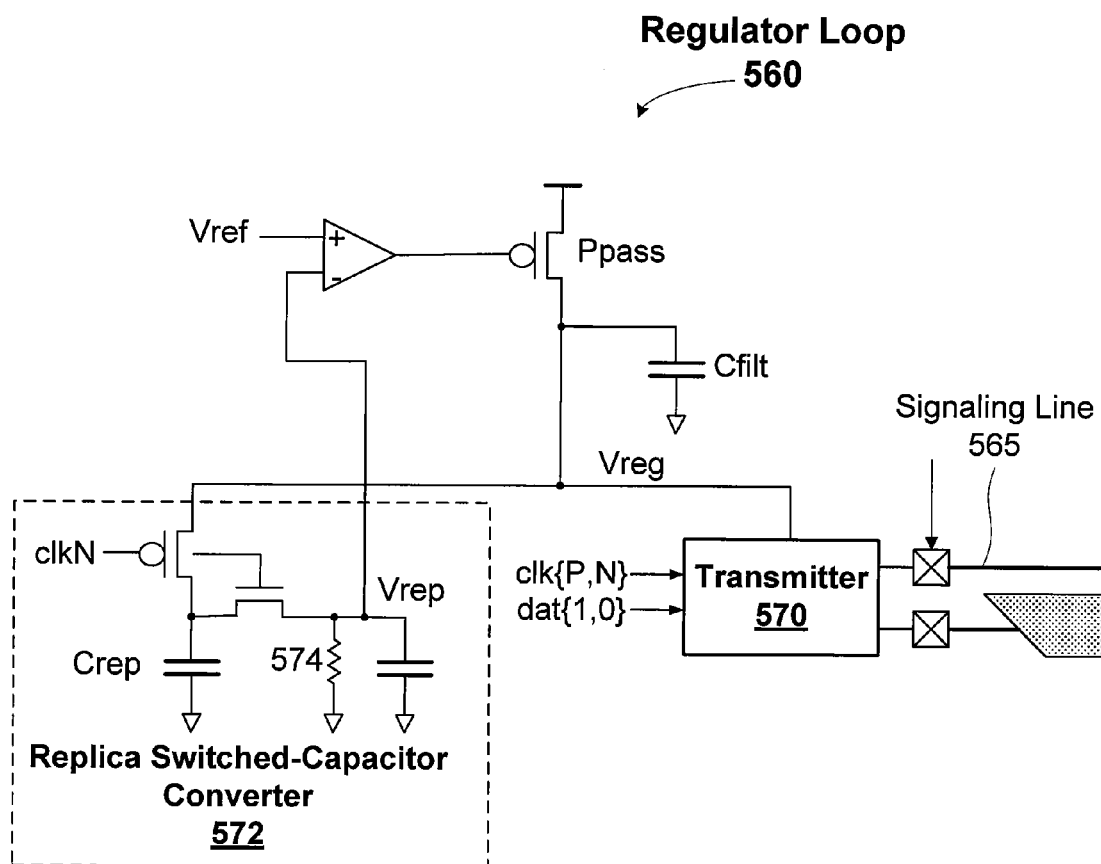 Regulator Loop
560
Vref
+
-
Ppass
Cfilt
Signaling Line
565
Vreg
clkN
Vrep
clk{P,N}
dat{1,0}
Transmitter
570
Crep
574
Replica Switched-Capacitor
Converter
572